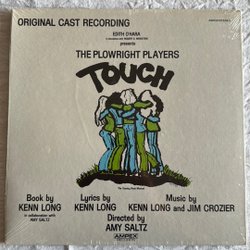 ORIGINAL CAST RECORDING
EDITH O'HARA
presents
THE PLOWRIGHT PLAYERS
TOUCH
Book by
KENN LONG
in collaboration with
AMY SALTZ
Lyrics by
KENN LONG
Music by
KENN LONG and JIM CROZIER
Directed by
AMY SALTZ
AMPEX